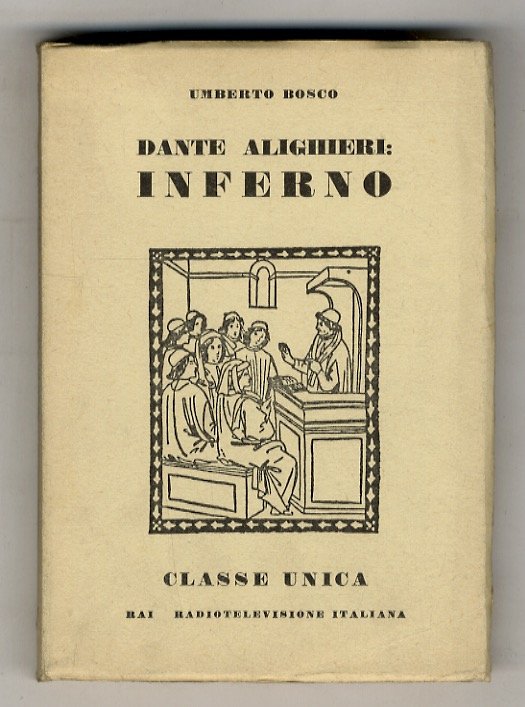 UMBERTO BOSCO
DANTE ALIGHIERI:
INFERNO
CLASSE UNICA
RAI RADIOTELEVISIONE ITALIANA